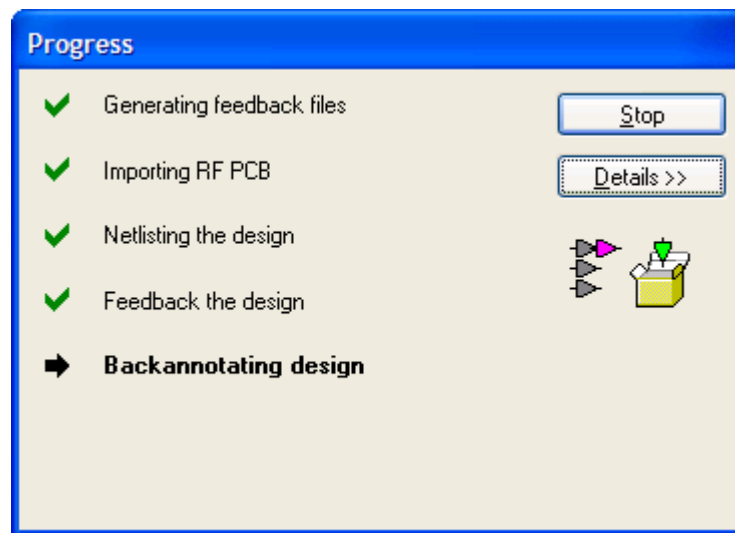 Progress
Generating feedback files
Stop
Importing RF PCB
Details >>
Netlisting the design
Feedback the design
Backannotating design